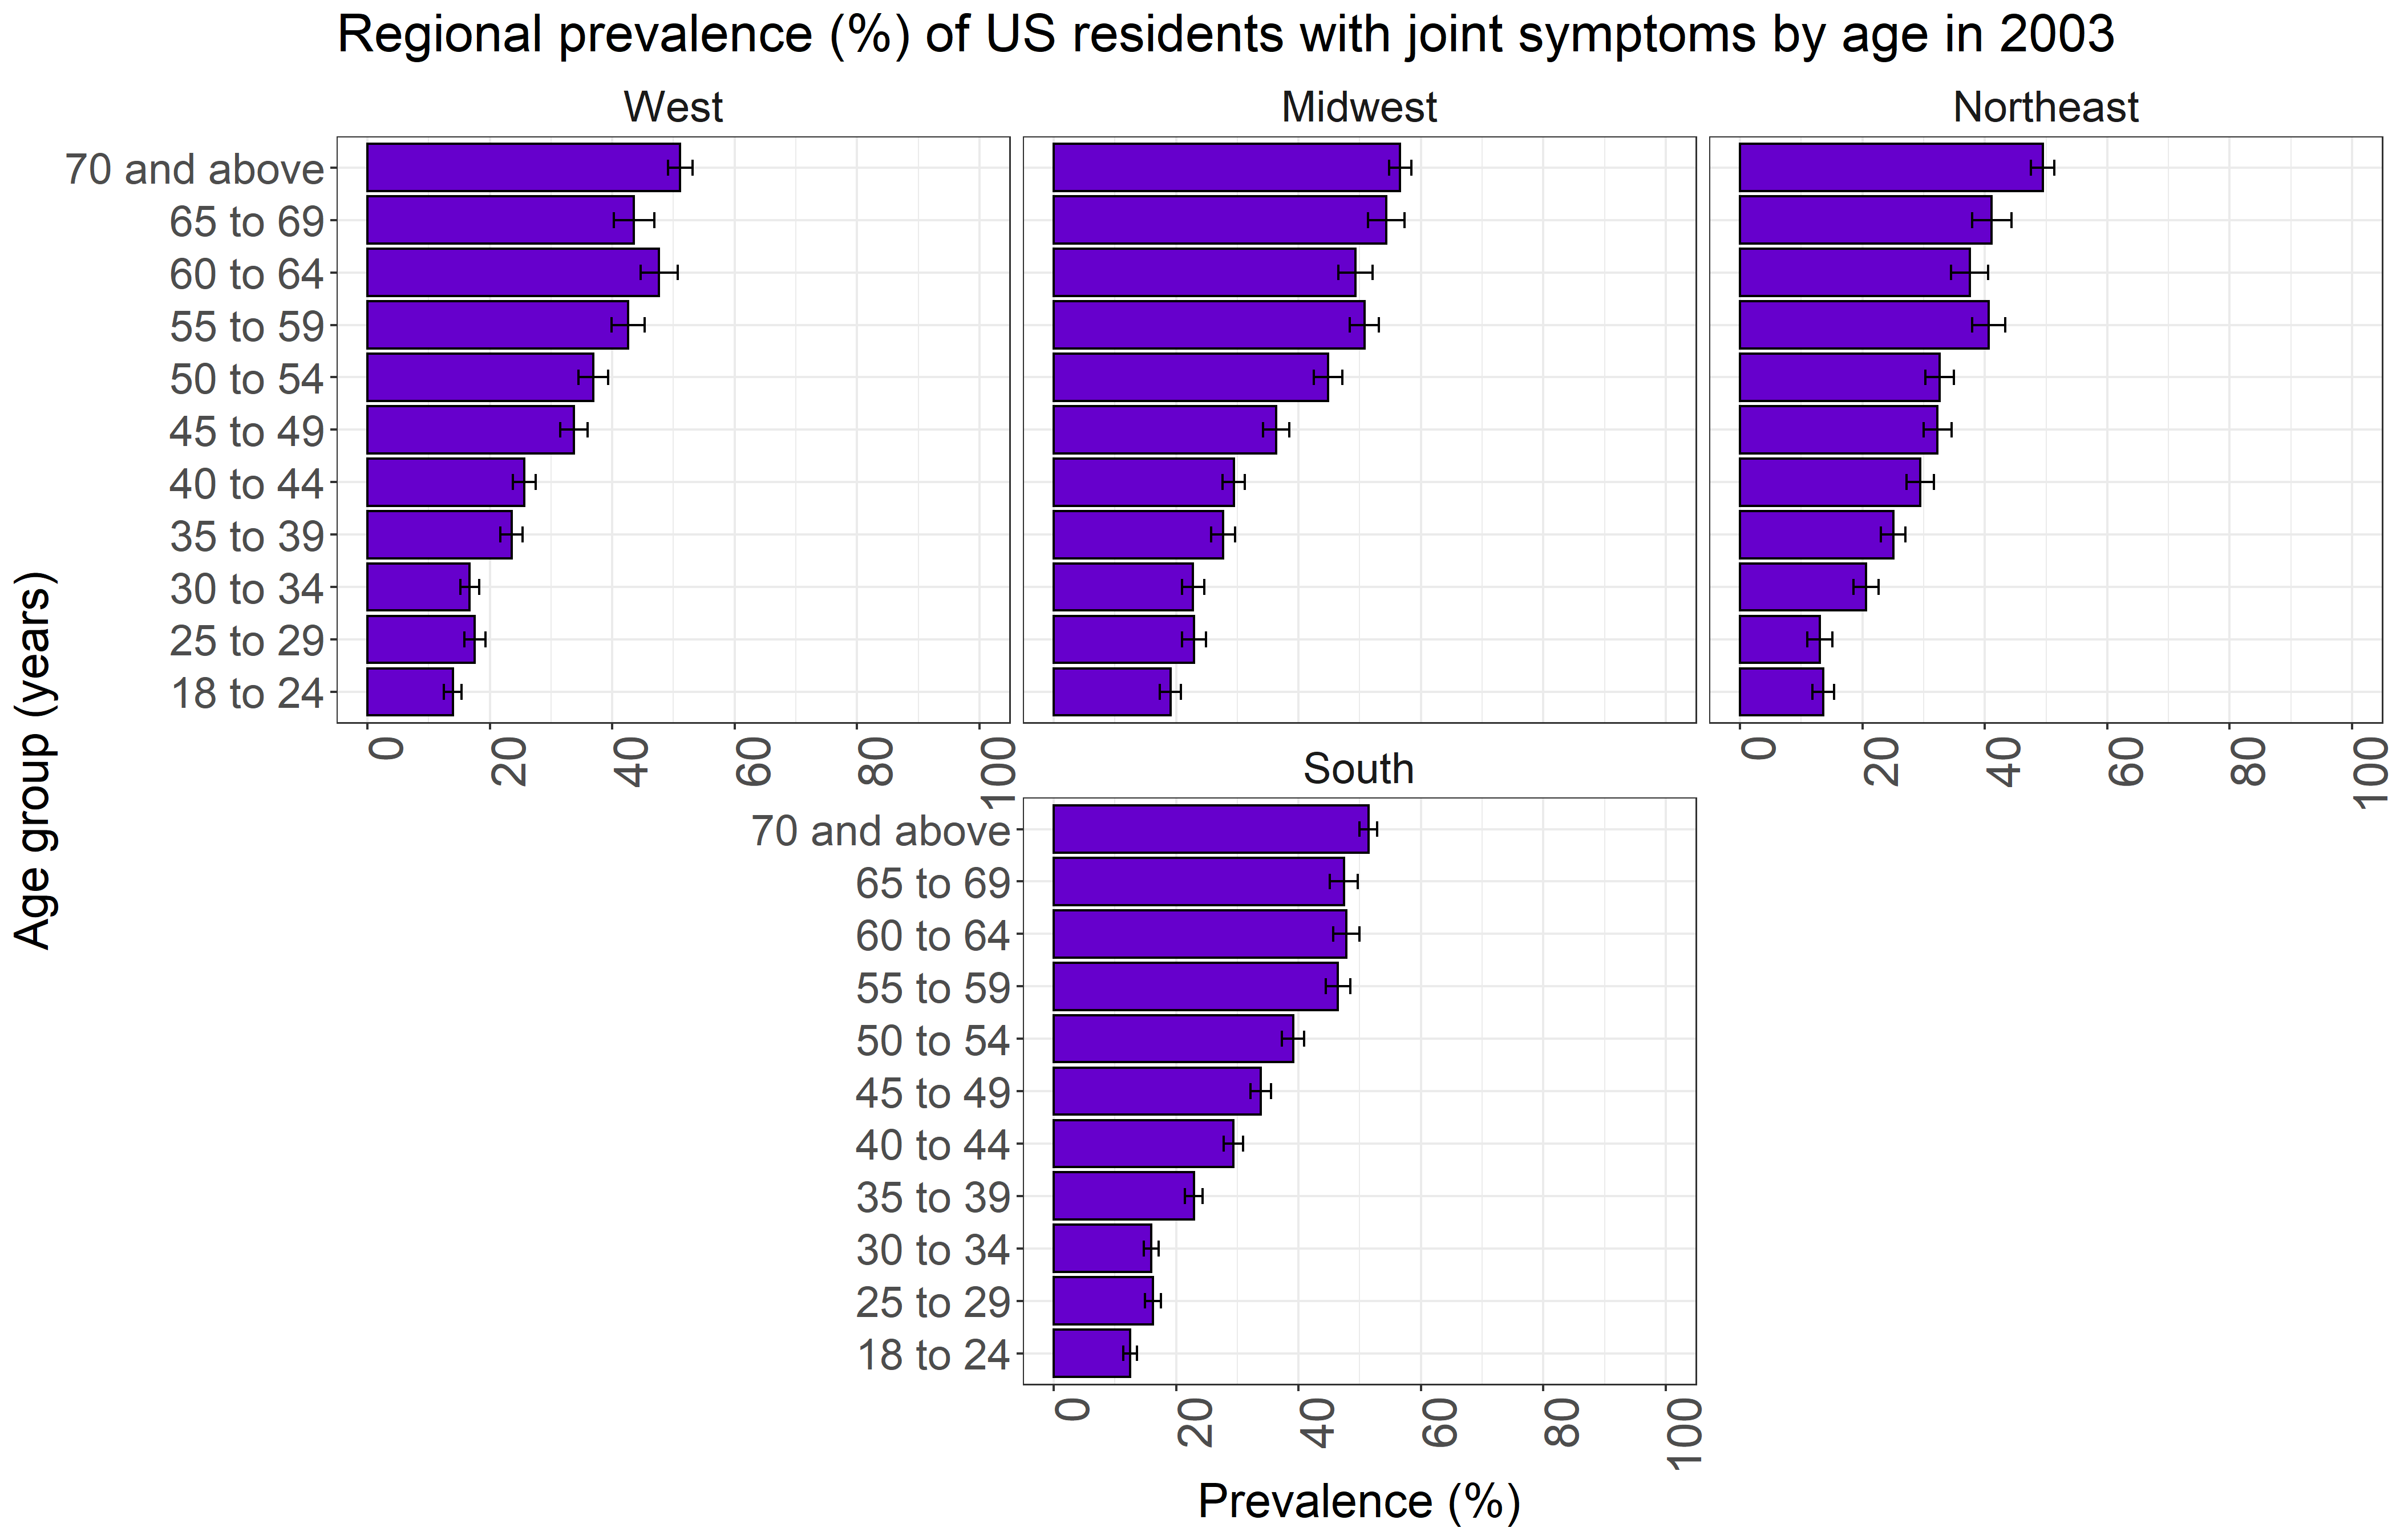 Regional prevalence (%) of US residents with joint symptoms by age in 2003
West
Midwest
Northeast
70 and above
65 to 69
60 to 64
55 to 59
50 to 54
45 to 49
40 to 44
35 to 39
30 to 34
25 to 29
18 to 24
0 20 40 60 80 100
0 20 40 60 80 100
South
70 and above
65 to 69
60 to 64
55 to 59
50 to 54
45 to 49
40 to 44
35 to 39
30 to 34
25 to 29
18 to 24
0 20 40 60 80 100
Age group (years)
Prevalence (%)